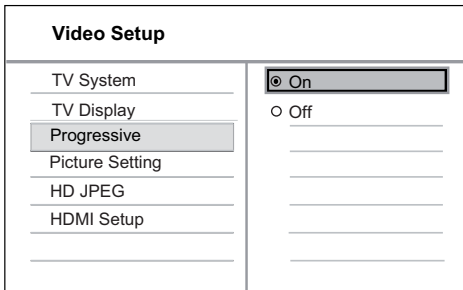 Video Setup
TV System
TV Display
Progressive
Picture Setting
HD JPEG
HDMI Setup
On
Off